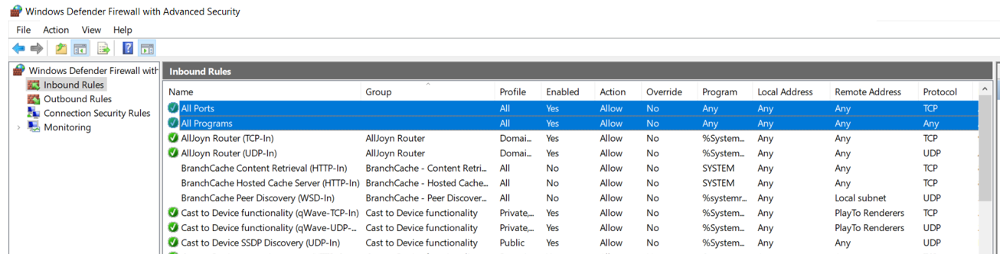 Windows Defender Firewall with Advanced Security
File Action View Help
Windows Defender Firewall with
Inbound Rules
Outbound Rules
Connection Security Rules
Monitoring
Inbound Rules
Name Group Profile Enabled Action Override Program Local Address Remote Address Protocol
All Ports All Yes Allow No Any Any Any TCP
All Programs All Yes Allow No Any Any Any Any
AllJoyn Router (TCP-In) AllJoyn Router Domai... Yes Allow No %System... Any Any TCP
AllJoyn Router (UDP-In) AllJoyn Router Domai... Yes Allow No %System... Any Any UDP
BranchCache Content Retrieval (HTTP-In) BranchCache - Content Retri... All No Allow No SYSTEM Any Any TCP
BranchCache Hosted Cache Server (HTTP-In) BranchCache - Hosted Cache... All No Allow No SYSTEM Any Any TCP
BranchCache Peer Discovery (WSD-In) BranchCache - Peer Discover... All No Allow No %systemr... Any Local subnet UDP
Cast to Device functionality (qWave-TCP-In) Cast to Device functionality Private,... Yes Allow No %System... Any PlayTo Renderers TCP
Cast to Device functionality (qWave-UDP-... Cast to Device functionality Private,... Yes Allow No %System... Any PlayTo Renderers UDP
Cast to Device SSDP Discovery (UDP-In) Cast to Device functionality Public Yes Allow No %System... Any Any UDP